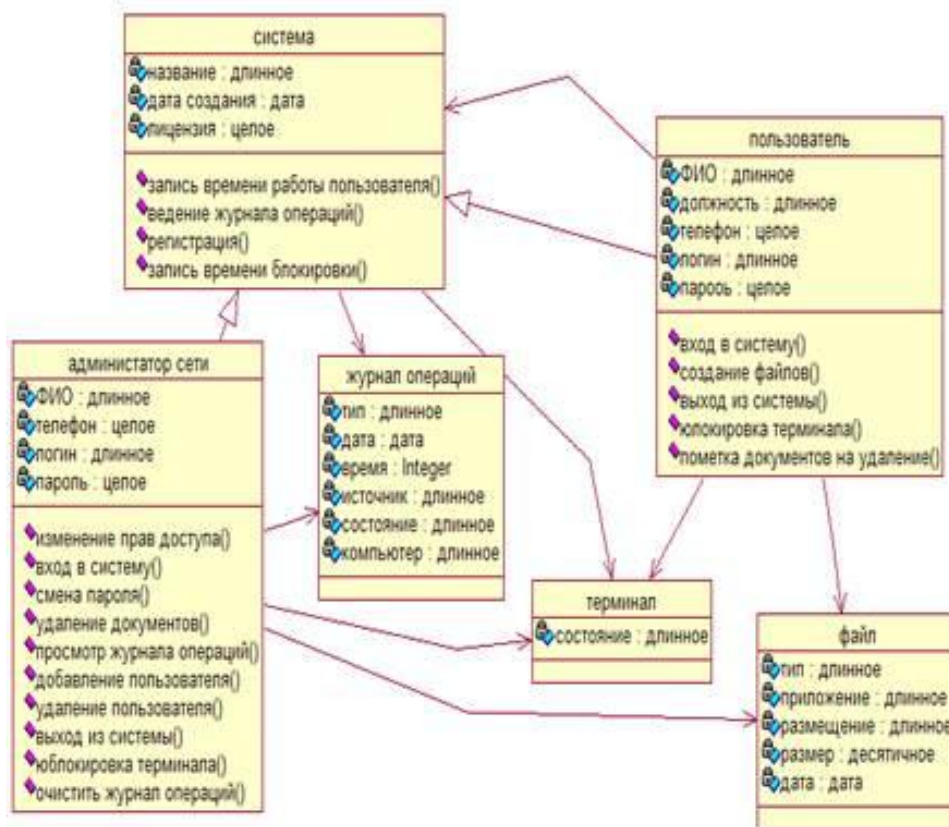 система
название : длинное
дата создания : дата
лицензия : целое
запись времени работы пользователя()
ведение журнала операций()
регистрация()
запись времени блокировки()
пользователь
ФИО : длинное
должность : длинное
телефон : целое
логин : длинное
парооь : целое
вход в систему()
создание файлов()
выход из системы()
юлокировка терминала()
пометка документов на удаление()
администатор сети
ФИО : длинное
телефон : целое
логин : длинное
пароль : целое
изменение прав доступа()
вход в систему()
смена пароля()
удаление документов()
просмотр журнала операций()
добавление пользователя()
удаление пользователя()
выход из системы()
юблокировка терминала()
очистить журнал операций()
журнал операций
тип : длинное
дата : дата
время : Integer
источник : длинное
состояние : длинное
компьютер : длинное
терминал
состояние : длинное
файл
тип : длинное
приложение : длинное
размещение : длинное
размер : десятичное
дата : дата